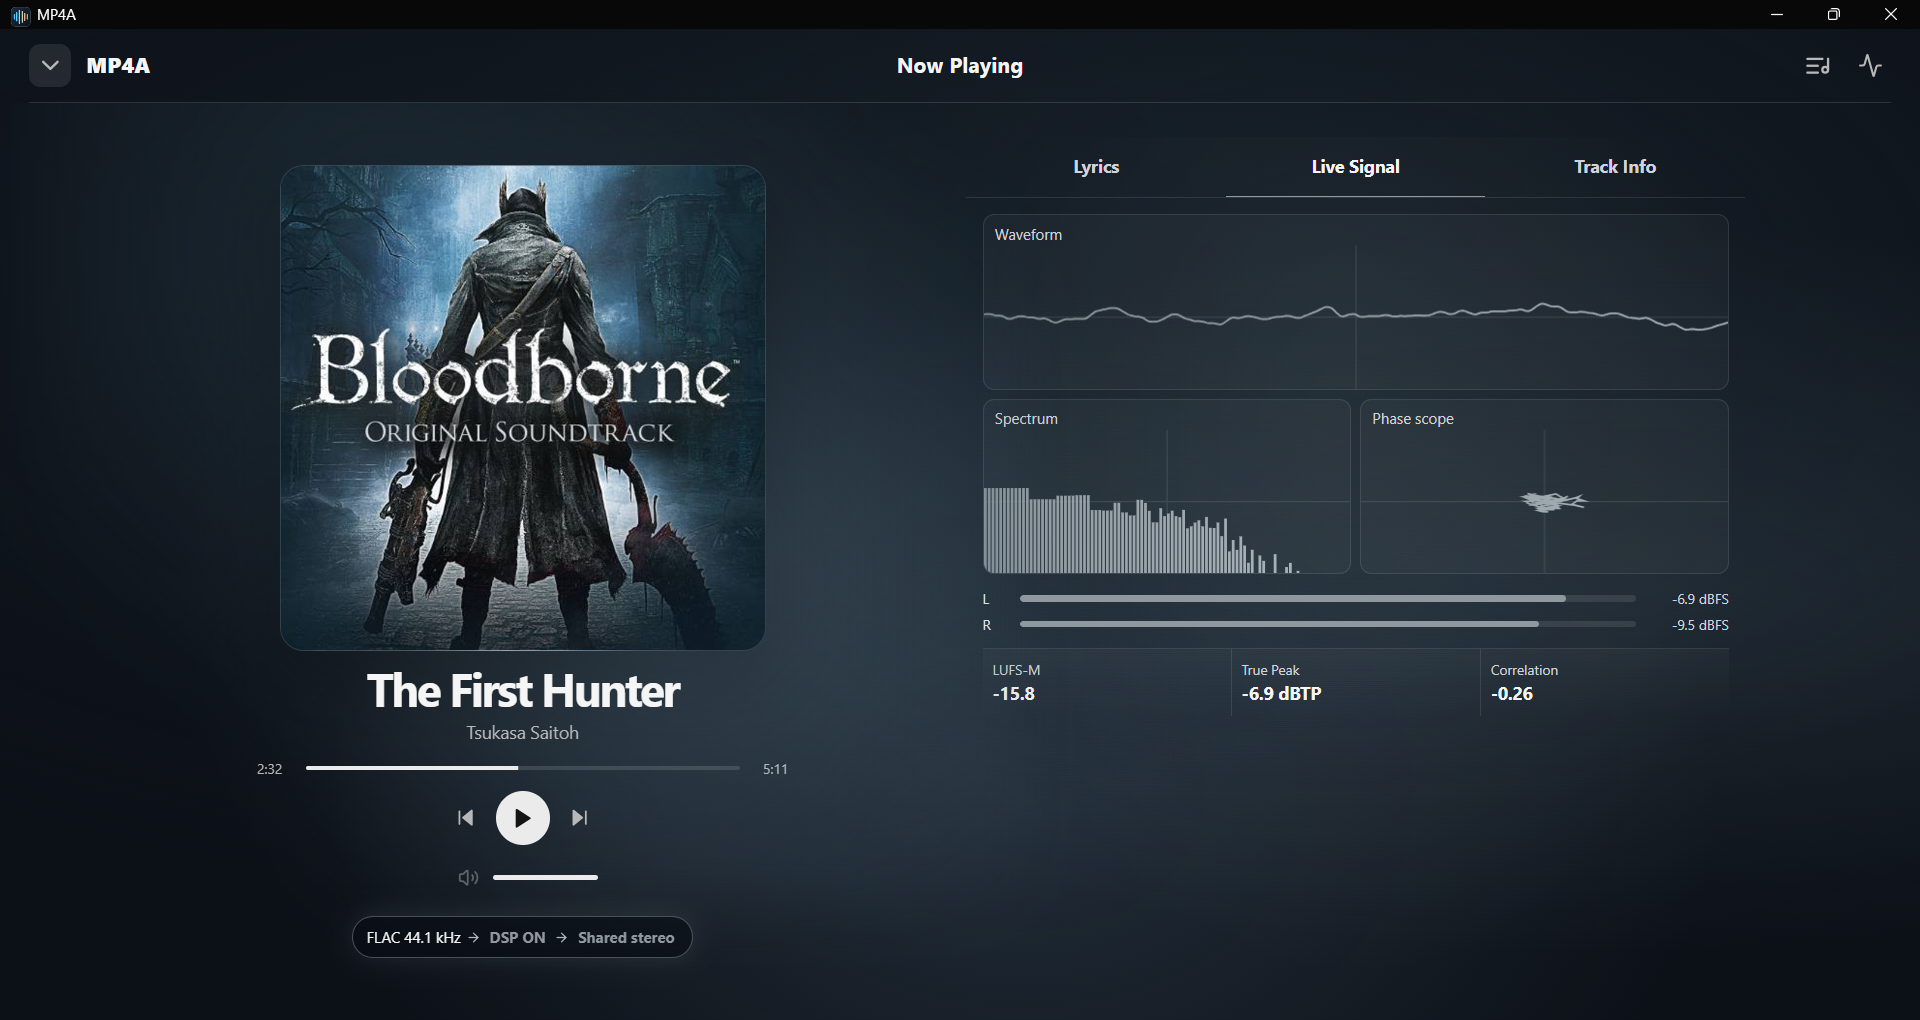 MP4A
MP4A
Now Playing
Bloodborne™
ORIGINAL SOUNDTRACK
The First Hunter
Tsukasa Saitoh
2:32
5:11
FLAC 44.1 kHz → DSP ON → Shared stereo
Lyrics
Live Signal
Track Info
Waveform
Spectrum
Phase scope
L -6.9 dBFS
R -9.5 dBFS
LUFS-M
-15.8
True Peak
-6.9 dBTP
Correlation
-0.26